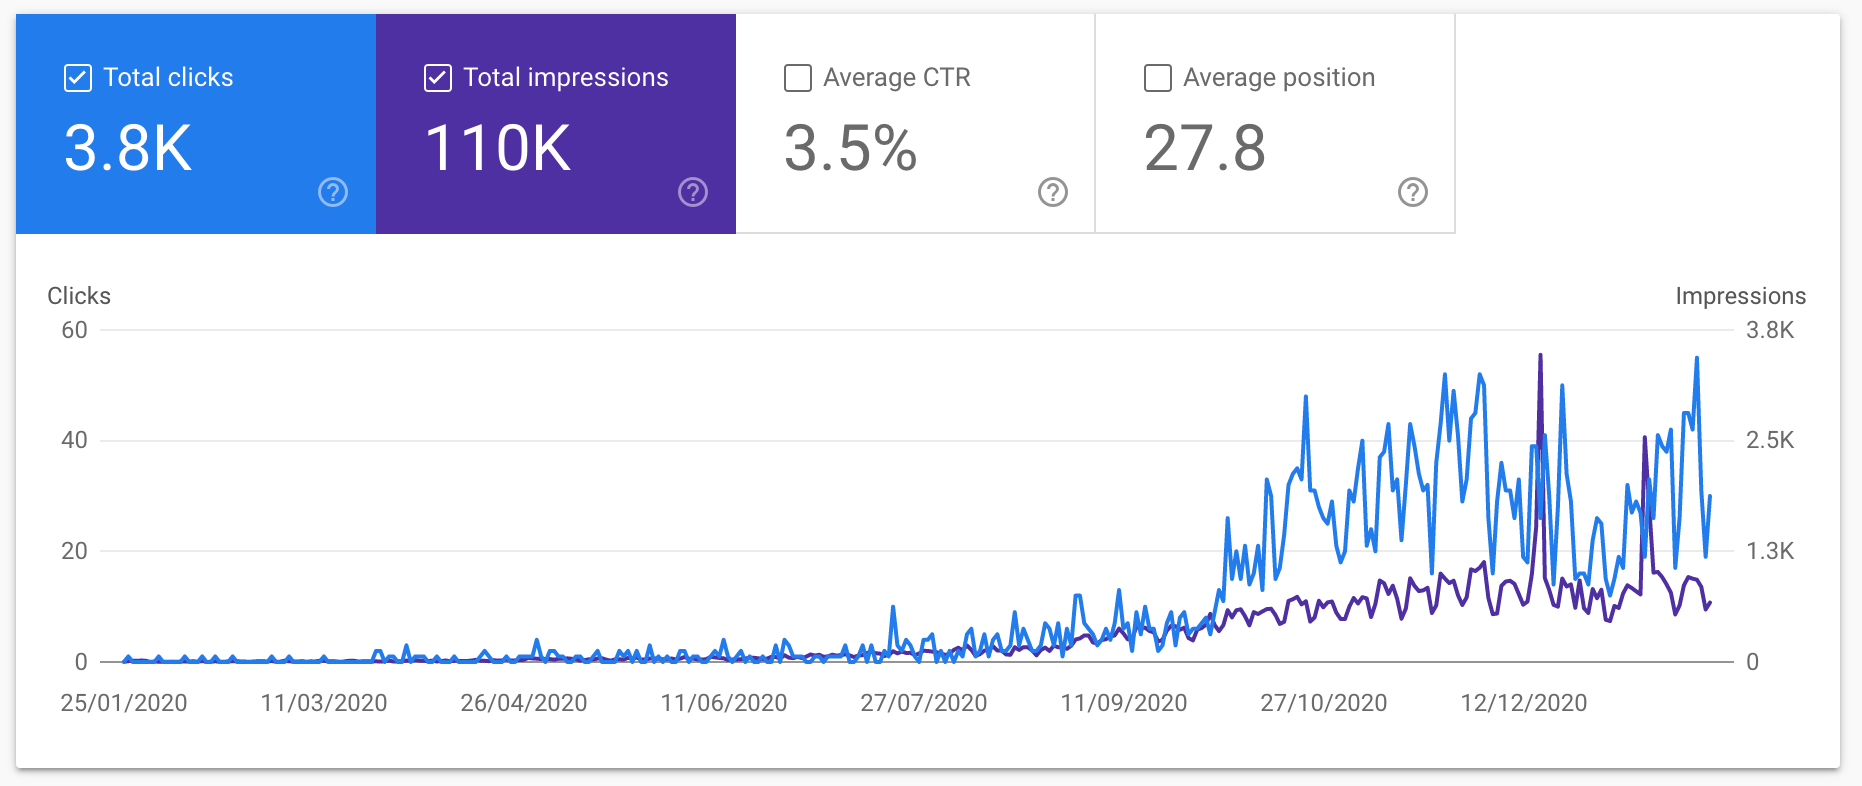 Total clicks
3.8K
Total impressions
110K
Average CTR
3.5%
Average position
27.8
Clicks
Impressions
60
3.8K
40
2.5K
20
1.3K
0
0
25/01/2020 11/03/2020 26/04/2020 11/06/2020 27/07/2020 11/09/2020 27/10/2020 12/12/2020